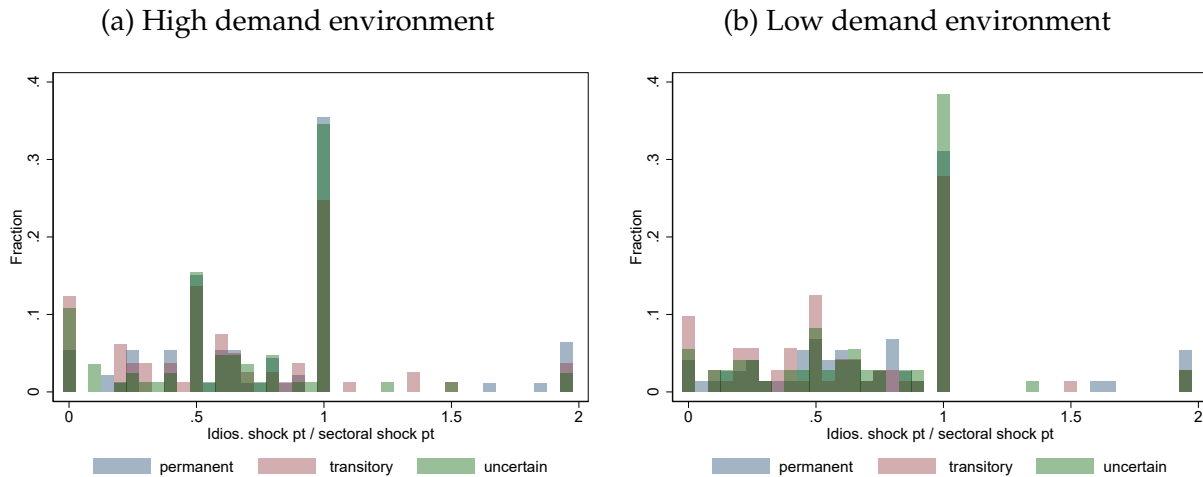 (a) High demand environment
.4
.3
.2
.1
0
Fraction
0 .5 1 1.5 2
Idios. shock pt / sectoral shock pt
permanent transitory uncertain
(b) Low demand environment
.4
.3
.2
.1
0
Fraction
0 .5 1 1.5 2
Idios. shock pt / sectoral shock pt
permanent transitory uncertain